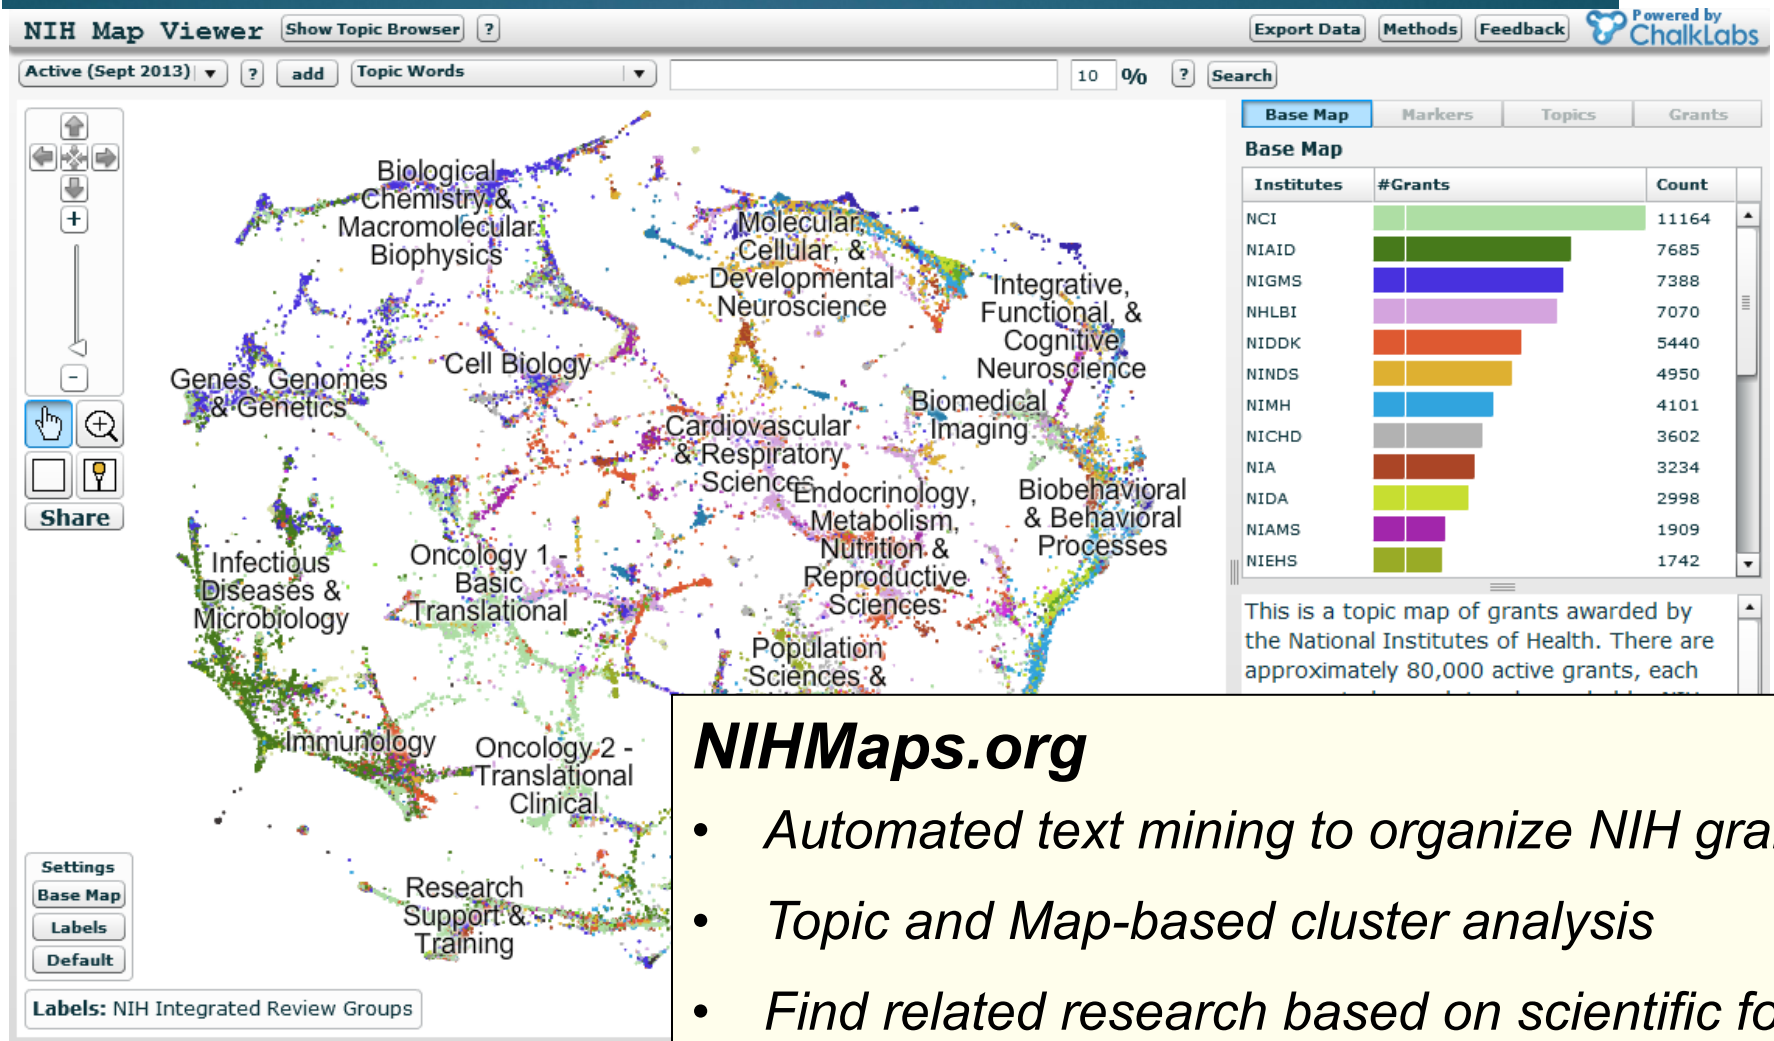 NIH Map Viewer
Show Topic Browser
?
Export Data
Methods
Feedback
Powered by
ChalkLabs
Active (Sept 2013)
?
add
Topic Words
10
%
?
Search
Base Map
Markers
Topics
Grants
Base Map
Institutes #Grants Count
NCI 11164
NIAID 7685
NIGMS 7388
NHLBI 7070
NIDDK 5440
NINDS 4950
NIMH 4101
NICHD 3602
NIA 3234
NIDA 2998
NIAMS 1909
NIEHS 1742
This is a topic map of grants awarded by
the National Institutes of Health. There are
approximately 80,000 active grants, each
+
-
Share
Biological
Chemistry &
Macromolecular
Biophysics
Molecular,
Cellular, &
Developmental
Neuroscience
Integrative,
Functional, &
Cognitive
Neuroscience
Cell Biology
Genes, Genomes
& Genetics
Biomedical
Imaging
Cardiovascular
& Respiratory
Sciences
Endocrinology,
Metabolism,
Nutrition &
Reproductive
Sciences
Biobehavioral
& Behavioral
Processes
Infectious
Diseases &
Microbiology
Oncology 1 -
Basic
Translational
Population
Sciences &
Immunology
Oncology 2 -
Translational
Clinical
Research
Support &
Training
Settings
Base Map
Labels
Default
Labels: NIH Integrated Review Groups
NIHMaps.org
• Automated text mining to organize NIH
• Topic and Map-based cluster analysis
• Find related research based on scientific